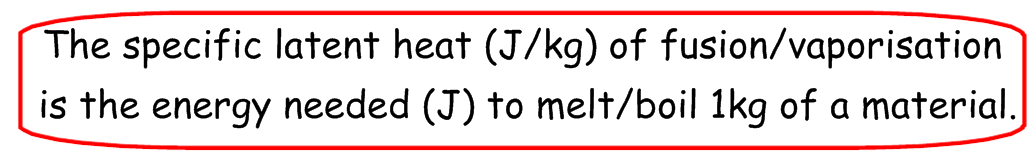 The specific latent heat (J/kg) of fusion/vaporisation
is the energy needed (J) to melt/boil 1kg of a material.